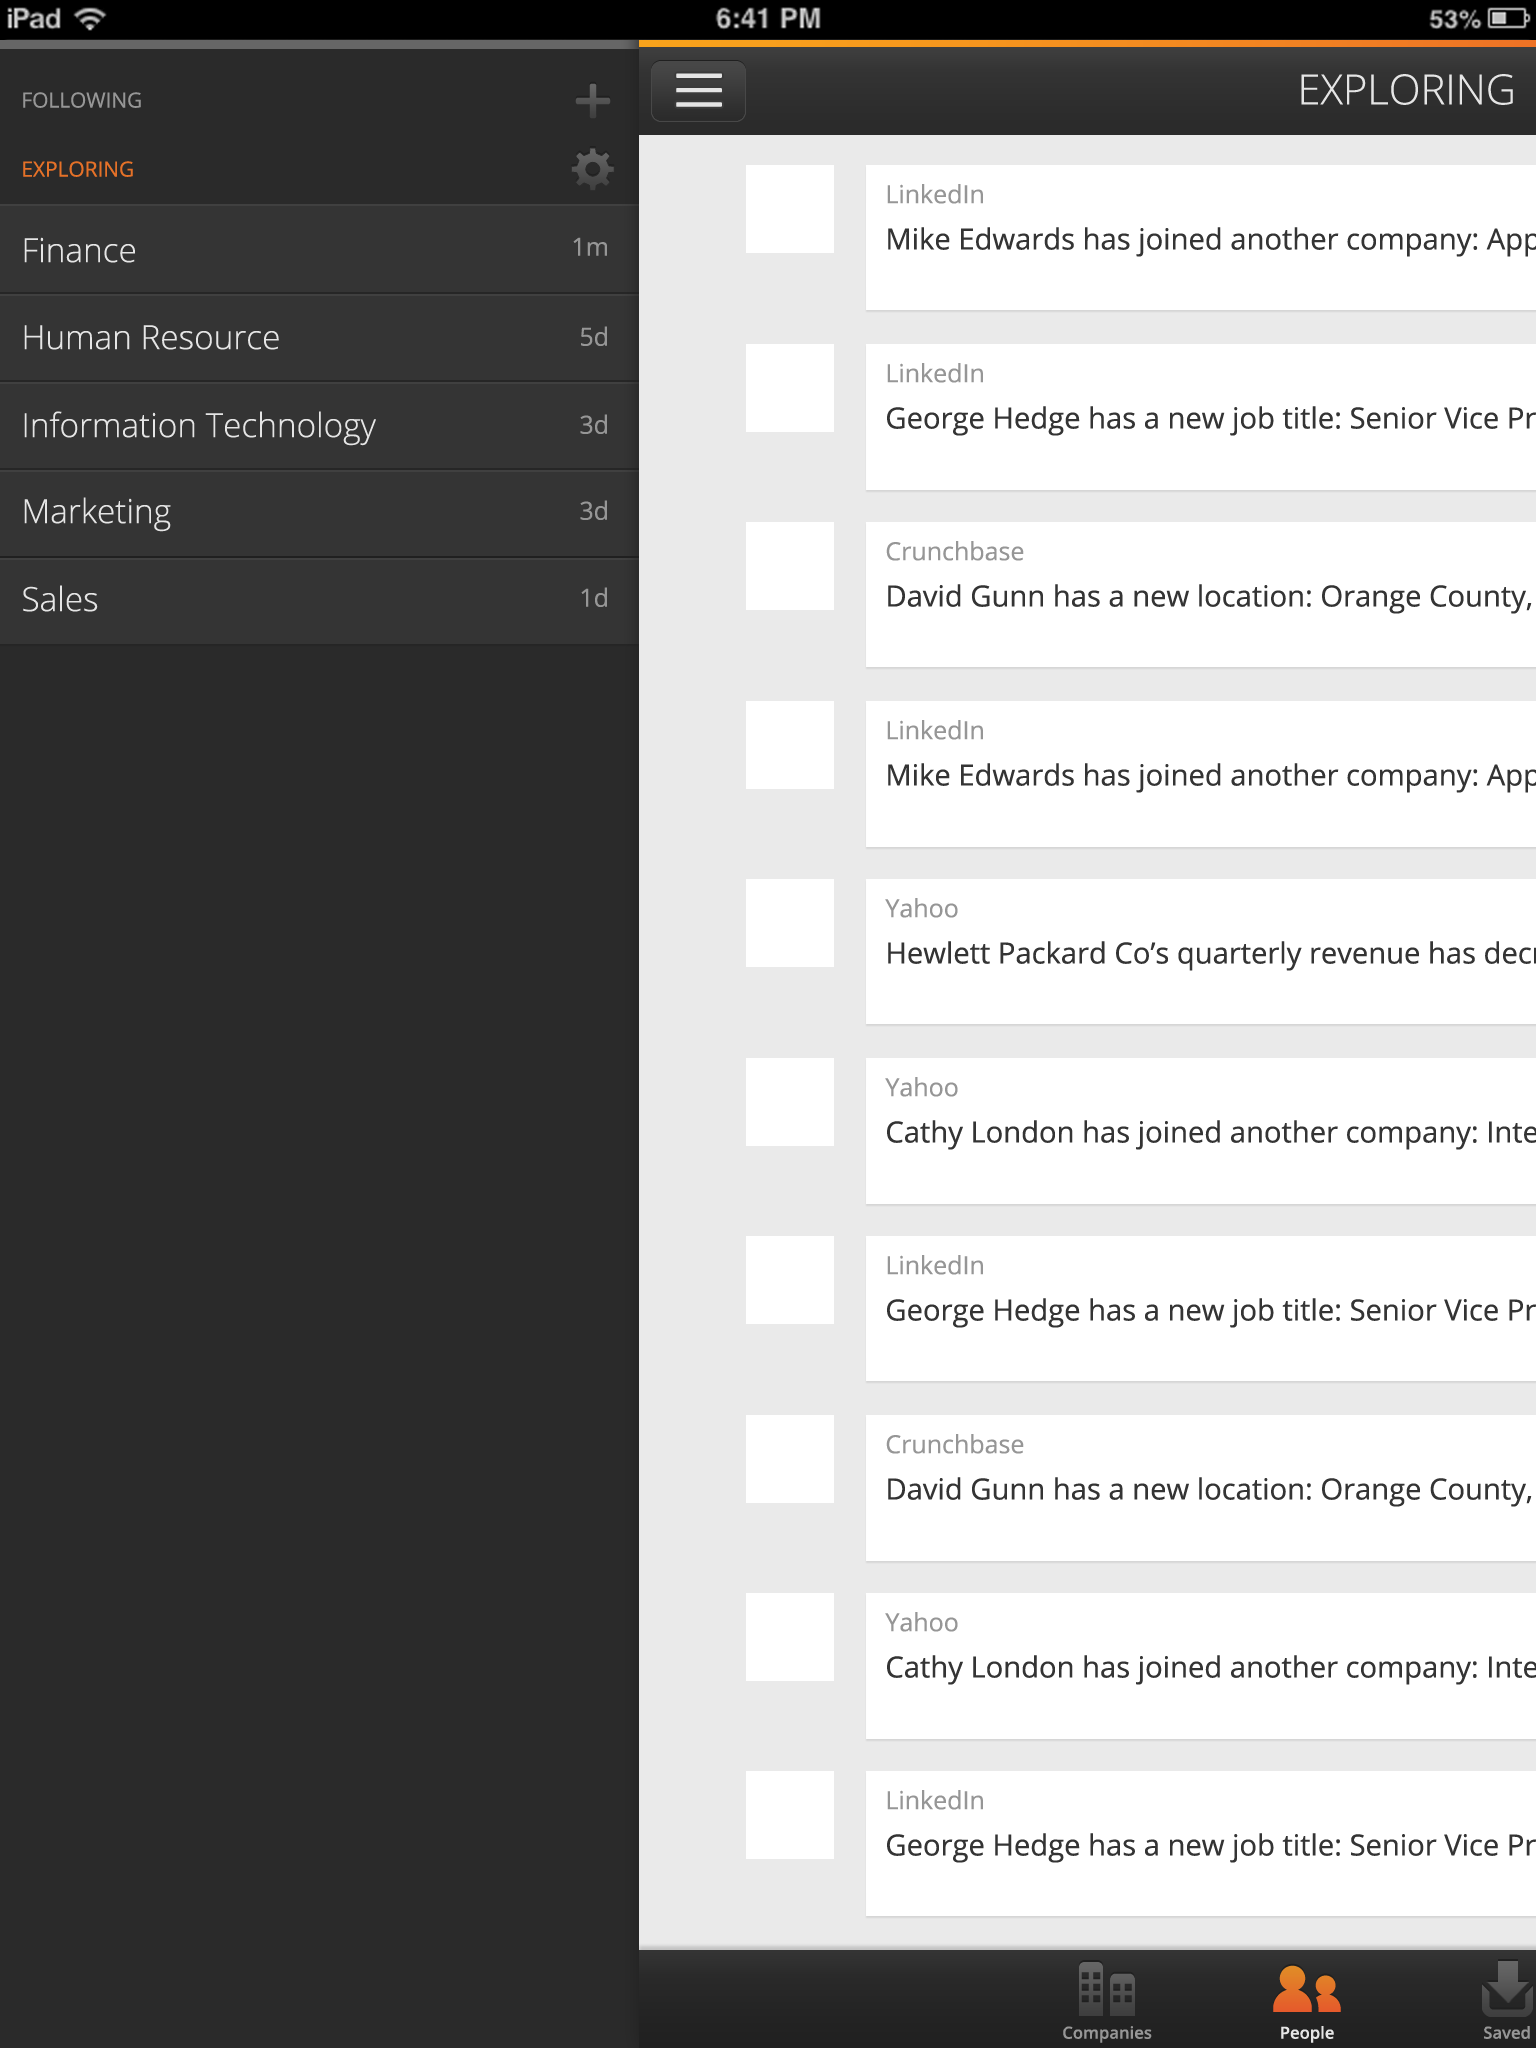 iPad 6:41 PM 53%
FOLLOWING
EXPLORING
Finance 1m
Human Resource 5d
Information Technology 3d
Marketing 3d
Sales 1d
EXPLORING
LinkedIn
Mike Edwards has joined another company: App
LinkedIn
George Hedge has a new job title: Senior Vice Pr
Crunchbase
David Gunn has a new location: Orange County,
LinkedIn
Mike Edwards has joined another company: App
Yahoo
Hewlett Packard Co’s quarterly revenue has decr
Yahoo
Cathy London has joined another company: Inte
LinkedIn
George Hedge has a new job title: Senior Vice Pr
Crunchbase
David Gunn has a new location: Orange County,
Yahoo
Cathy London has joined another company: Inte
LinkedIn
George Hedge has a new job title: Senior Vice Pr
Companies People Saved